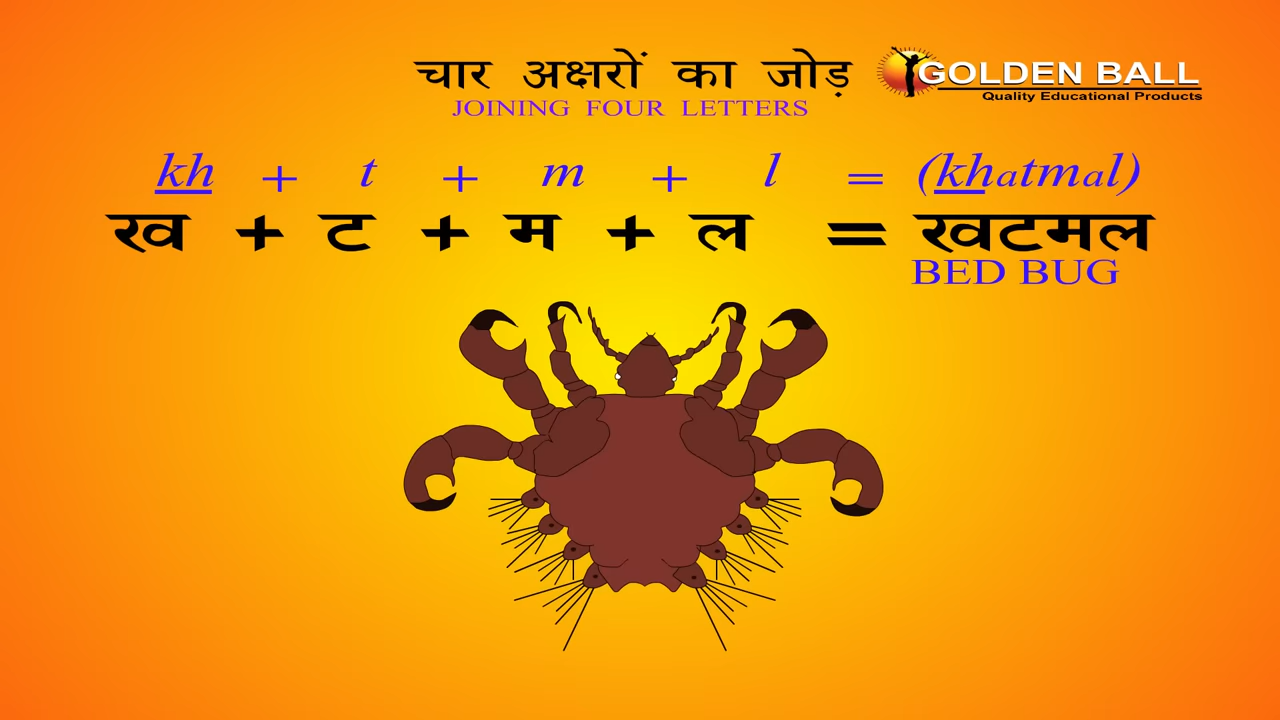 चार अक्षरों का जोड़
JOINING FOUR LETTERS
GOLDEN BALL
Quality Educational Products
kh + t + m + l = (khatmal)
ख + ट + म + ल = खटमल
BED BUG